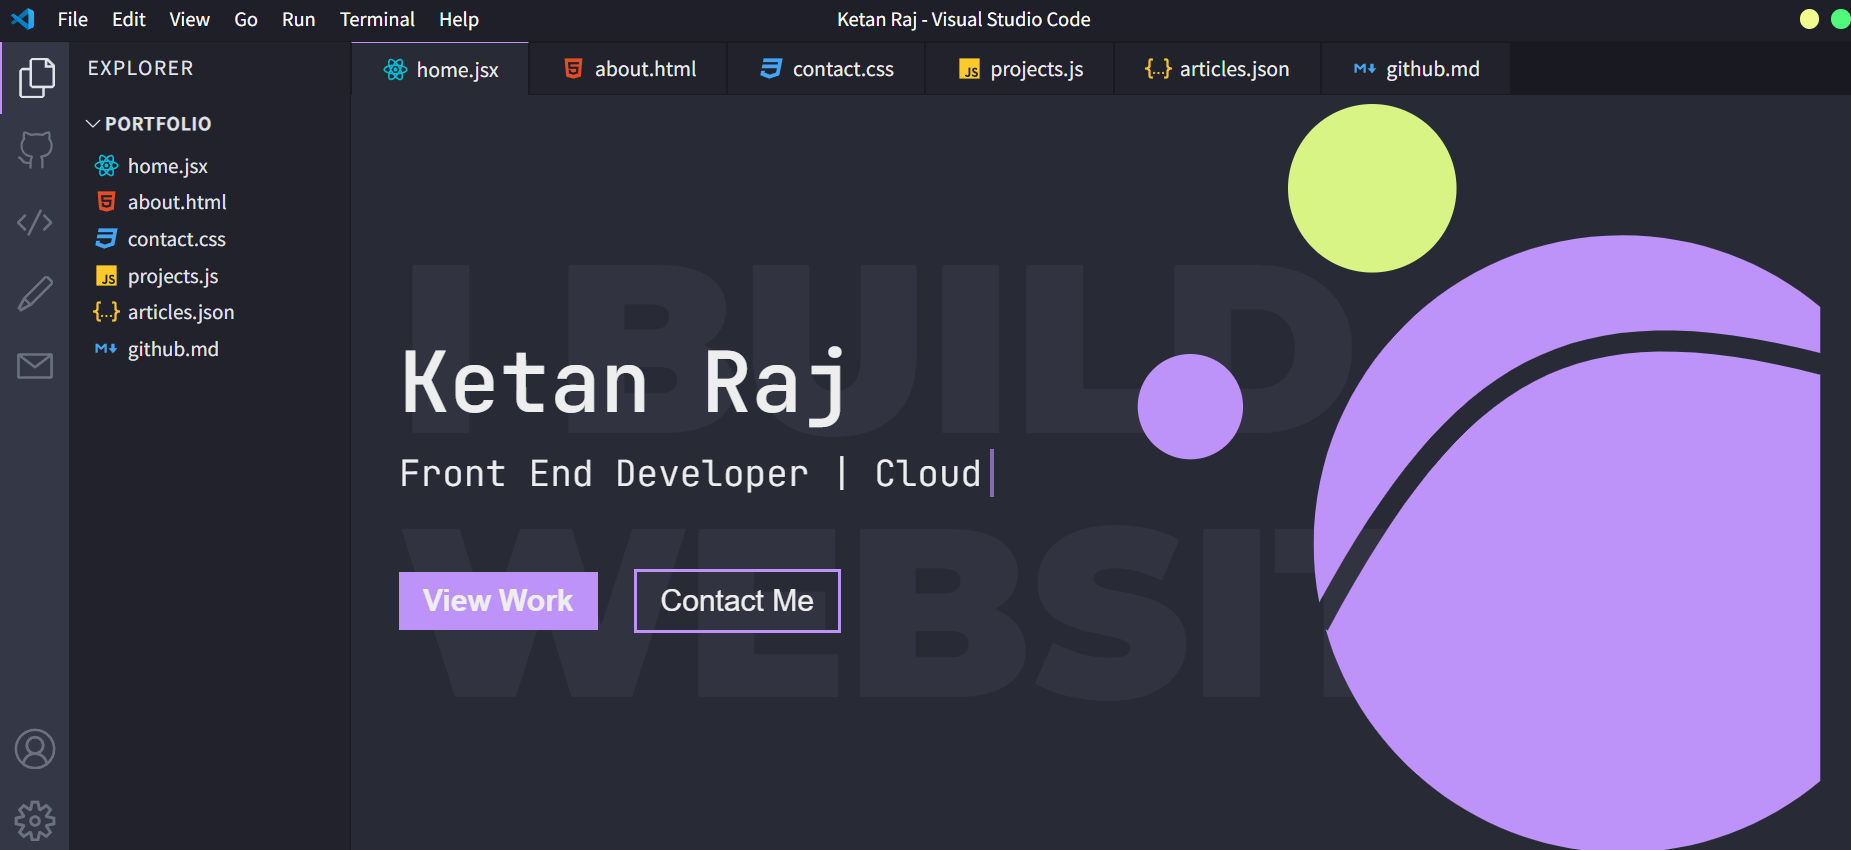 File Edit View Go Run Terminal Help
Ketan Raj - Visual Studio Code
EXPLORER
PORTFOLIO
home.jsx
about.html
contact.css
projects.js
articles.json
github.md
home.jsx
about.html
contact.css
JS projects.js
{...} articles.json
M github.md
I BUILD
Ketan Raj
Front End Developer | Cloud
WEBSIT
View Work
Contact Me